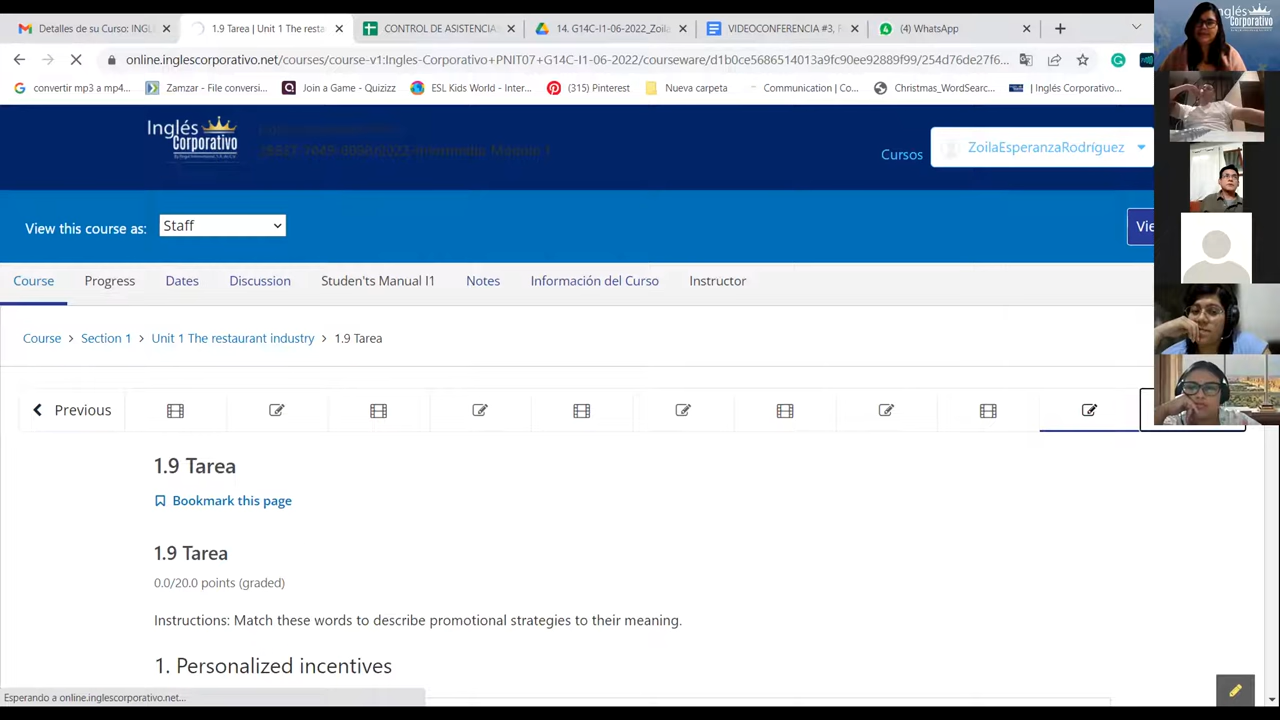 Detalles de su Curso: INGL
1.9 Tarea | Unit 1 The resta
CONTROL DE ASISTENCIA
1. G14C-I1-06-2022_Zoila
VIDEOCONFERENCIA #3,
(4) WhatsApp
online.inglescorporativo.net/courses/course-v1:Ingles-Corporativo+PNIT07+G14C-I1-06-2022/courseware/d1b0ce5686514013a9fc90ee92889f99/254d76de27f6...
convertir mp3 a mp4...
Zamzar - File conversi...
Join a Game - Quizizz
ESL Kids World - Inter...
(315) Pinterest
Nueva carpeta
Communication | Co...
Christmas_WordSearc...
| Inglés Corporativo...
Inglés
Corporativo
Cursos
ZoilaEsperanzaRodríguez
View this course as:
Staff
Vie
Course
Progress
Dates
Discussion
Studen'ts Manual I1
Notes
Información del Curso
Instructor
Course > Section 1 > Unit 1 The restaurant industry > 1.9 Tarea
Previous
1.9 Tarea
Bookmark this page
1.9 Tarea
0.0/20.0 points (graded)
Instructions: Match these words to describe promotional strategies to their meaning.
1. Personalized incentives
Esperando a online.inglescorporativo.net...
Inglés
Corporativo